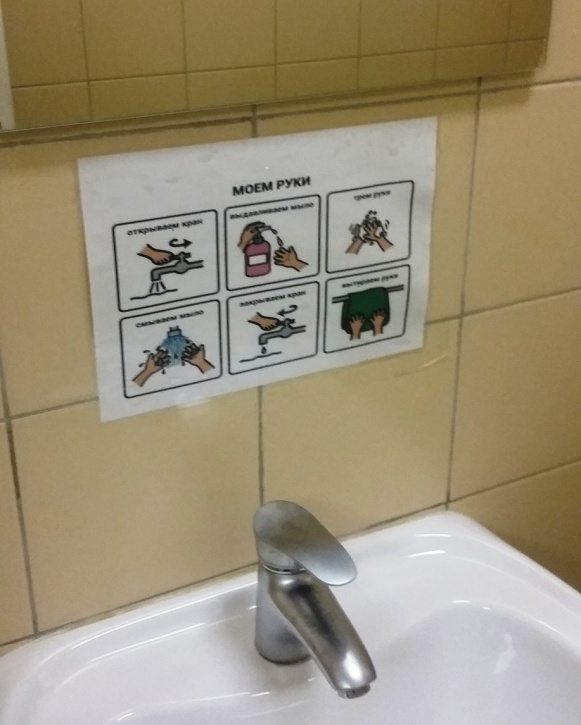 МОЕМ РУКИ
открываем кран
выдавливаем мыло
трем руки
смываем мыло
закрываем кран
вытираем руки